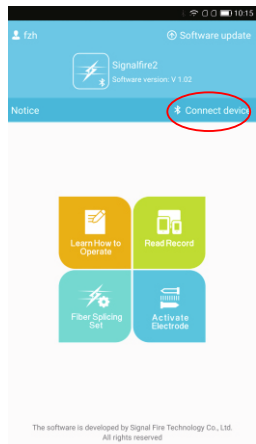 10:15
fzh
Software update
Signalfire2
Software version: V 1.02
Notice
Connect device
Learn How to
Operate
Read Record
Fiber Splicing
Set
Activate
Electrode
The software is developed by Signal Fire Technology Co., Ltd.
All rights reserved